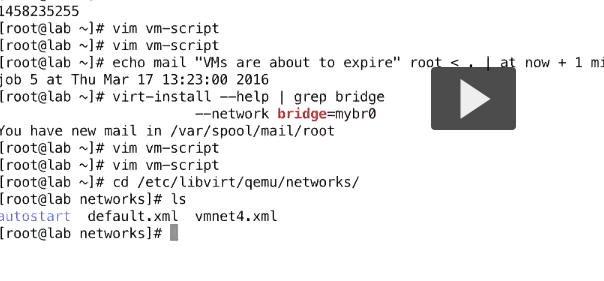 1458235255
[root@lab ~]# vim vm-script
[root@lab ~]# vim vm-script
[root@lab ~]# echo mail "VMs are about to expire" root < . | at now + 1 mi
job 5 at Thu Mar 17 13:23:00 2016
[root@lab ~]# virt-install --help | grep bridge
--network bridge=mybr0
You have new mail in /var/spool/mail/root
[root@lab ~]# vim vm-script
[root@lab ~]# vim vm-script
[root@lab ~]# cd /etc/libvirt/qemu/networks/
[root@lab networks]# ls
autostart  default.xml  vmnet4.xml
[root@lab networks]#